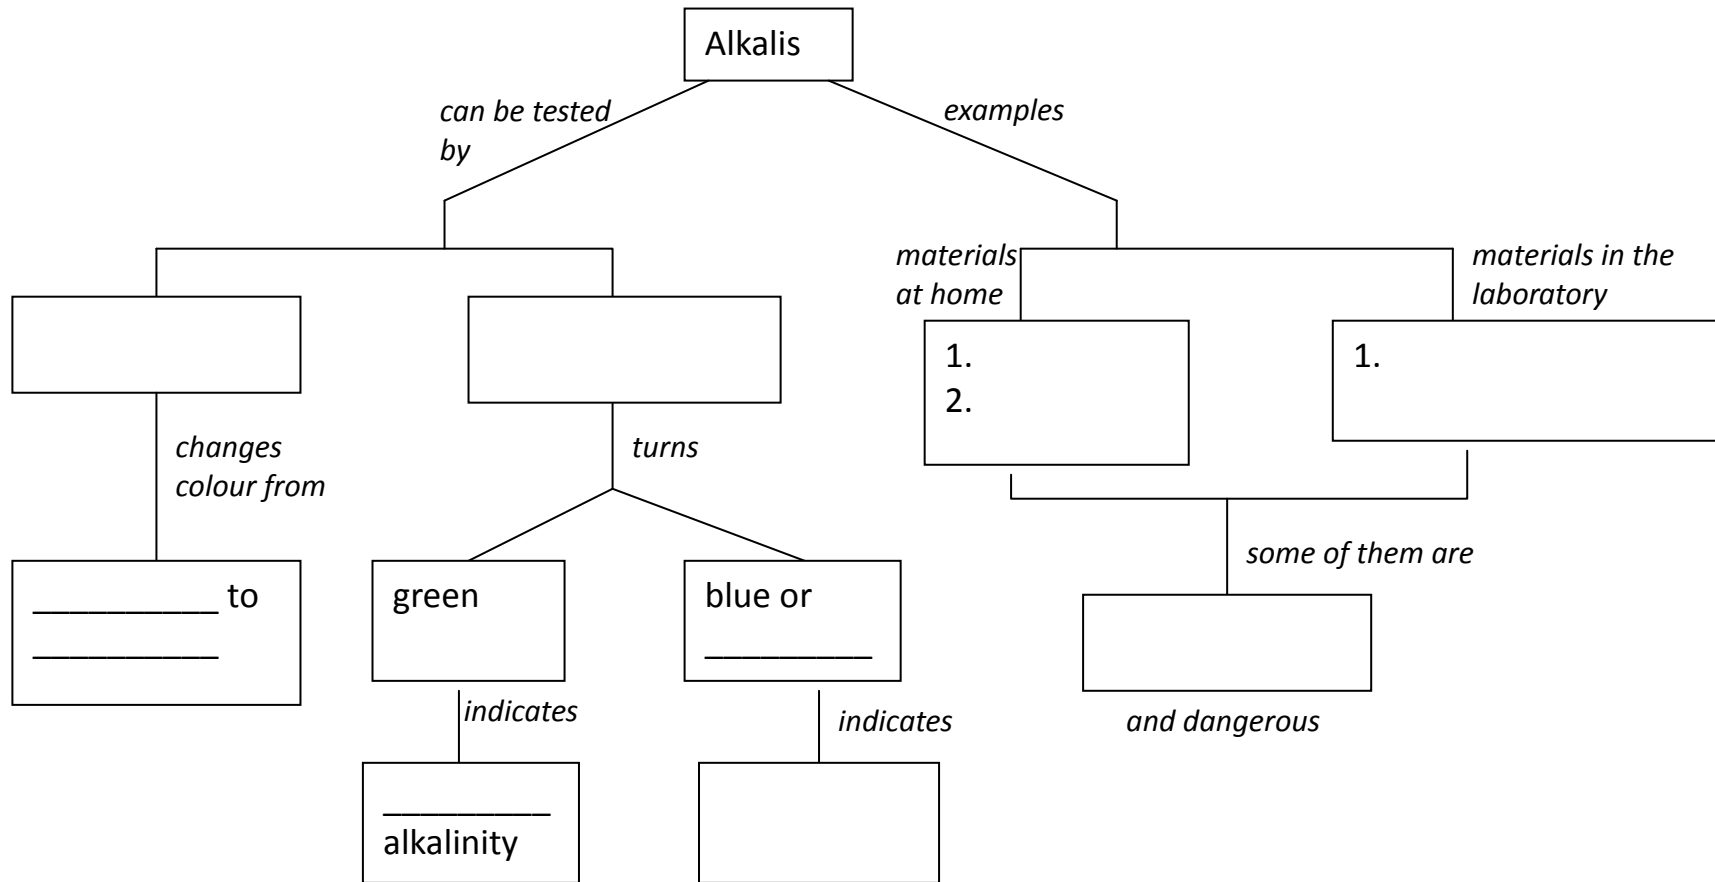 Alkalis
can be tested
by
examples
materials
at home
materials in the
laboratory
1.
2.
1.
changes
colour from
turns
__________ to
__________
green
blue or
_________
some of them are
indicates
indicates
and dangerous
_________
alkalinity